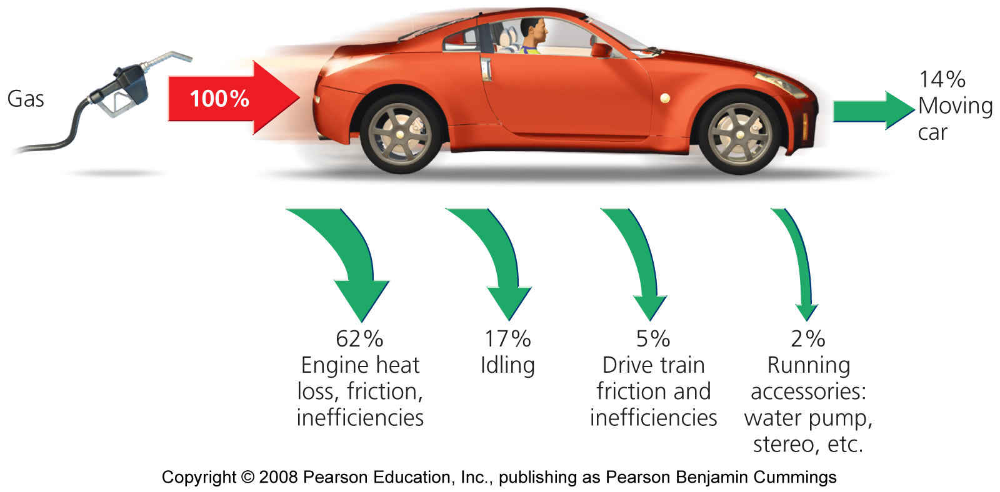 Gas
100%
14%
Moving
car
62%
Engine heat
loss, friction,
inefficiencies
17%
Idling
5%
Drive train
friction and
inefficiencies
2%
Running
accessories:
water pump,
stereo, etc.
Copyright © 2008 Pearson Education, Inc., publishing as Pearson Benjamin Cummings